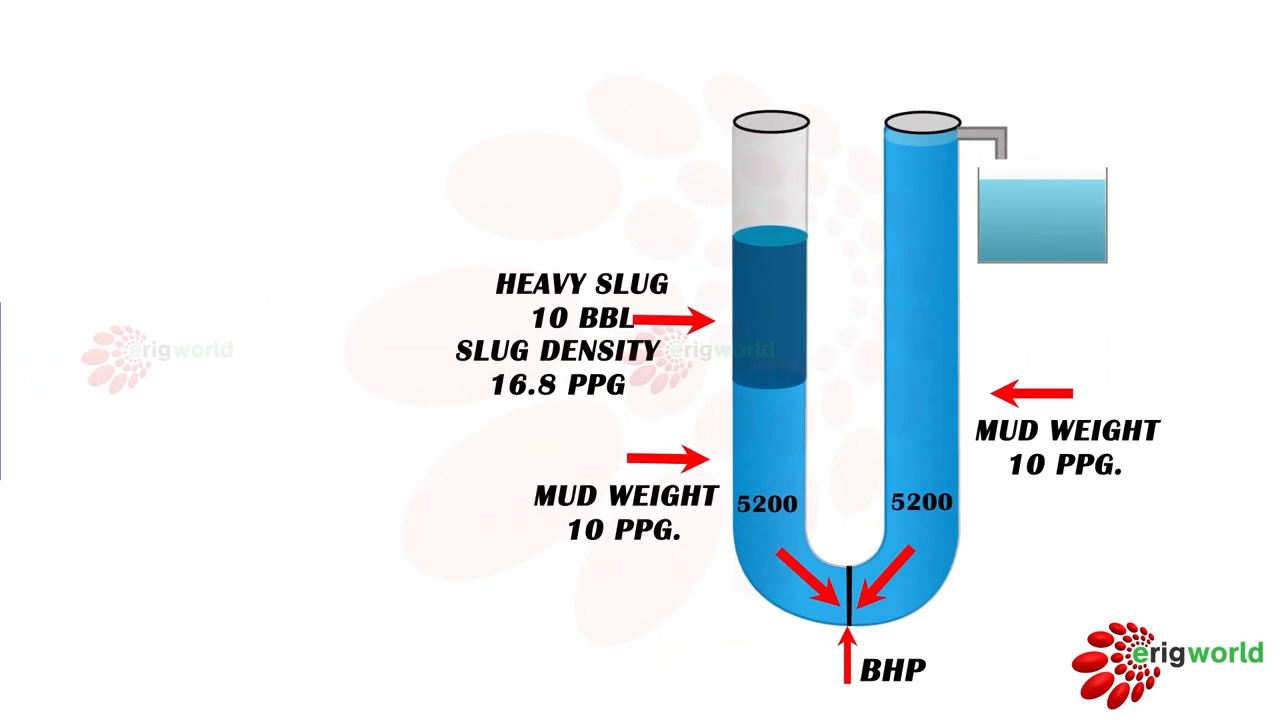 HEAVY SLUG
10 BBL
SLUG DENSITY
16.8 PPG
MUD WEIGHT
10 PPG.
5200
5200
MUD WEIGHT
10 PPG.
BHP
erigworld
erigworld
erigworld